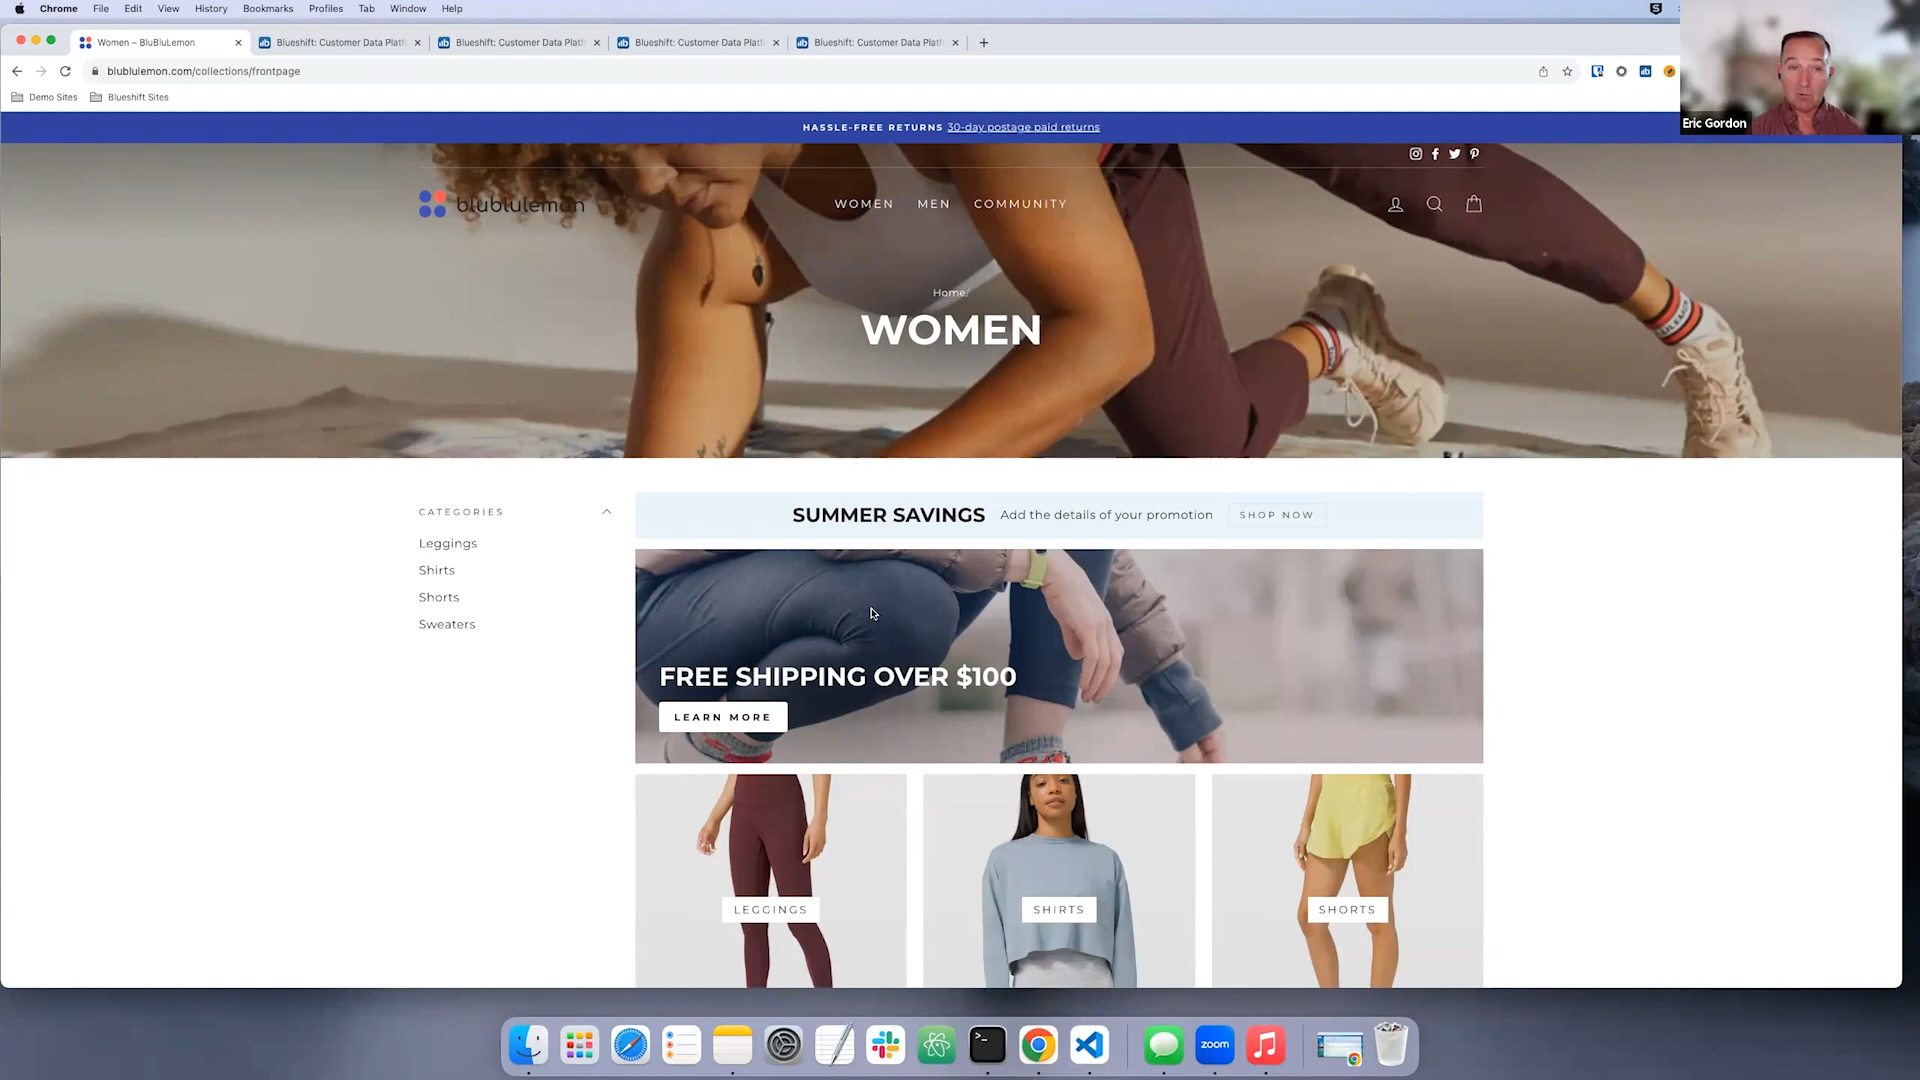 Chrome File Edit View History Bookmarks Profiles Tab Window Help
Women – BluBluLemon
Blueshift: Customer Data Platf
Blueshift: Customer Data Platf
Blueshift: Customer Data Platf
Blueshift: Customer Data Platf
blublulemon.com/collections/frontpage
Demo Sites Blueshift Sites
Eric Gordon
HASSLE-FREE RETURNS 30-day postage paid returns
blublulemon
WOMEN MEN COMMUNITY
Home/
WOMEN
CATEGORIES
Leggings
Shirts
Shorts
Sweaters
SUMMER SAVINGS Add the details of your promotion SHOP NOW
FREE SHIPPING OVER $100
LEARN MORE
LEGGINGS
SHIRTS
SHORTS
zoom